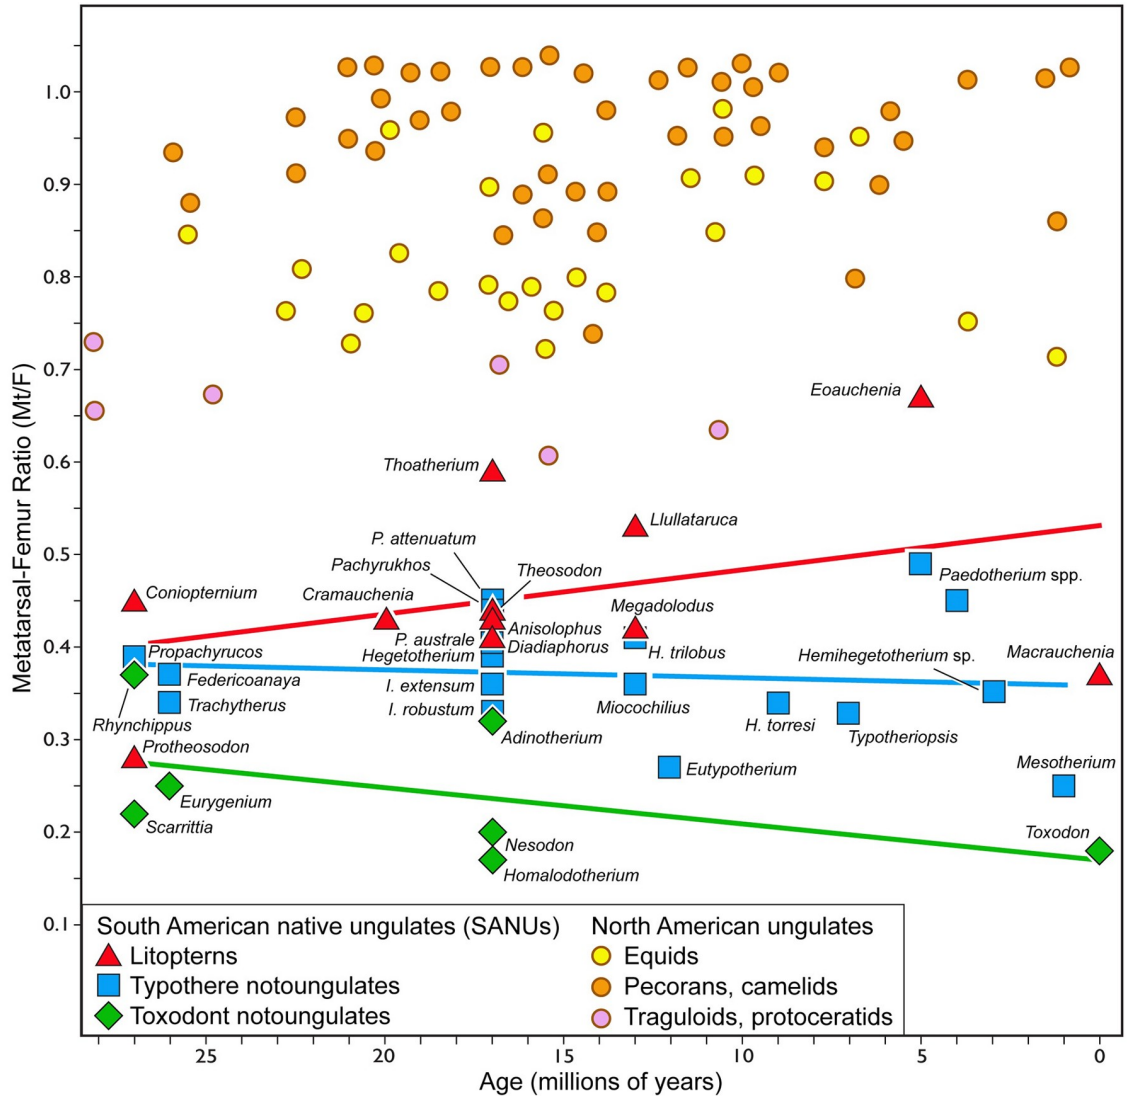 Metatarsal-Femur Ratio (Mt/F)
1.0
0.9
0.8
0.7
0.6
0.5
0.4
0.3
0.2
0.1
Eoauchenia
Thoatherium
Llullataruca
P. attenuatum
Pachyrukhos
Theosodon
Paedotherium spp.
Coniopternium
Cramauchenia
Megadolodus
Anisolophus
P. australe
Diadiaphorus
Propachyrucos
Hegetotherium
H. trilobus
Hemihegetotherium sp.
Macrauchenia
Federicoanaya
I. extensum
Trachytherus
I. robustum
Miocochilius
Rhynchippus
H. torresi
Adinotherium
Typotheriopsis
Protheosodon
Eutypotherium
Mesotherium
Eurygenium
Scarrittia
Toxodon
Nesodon
Homalodotherium
South American native ungulates (SANUs)
Litopterns
Typothere notoungulates
Toxodont notoungulates
North American ungulates
Equids
Pecorans, camelids
Traguloids, protoceratids
25 20 15 10 5 0
Age (millions of years)